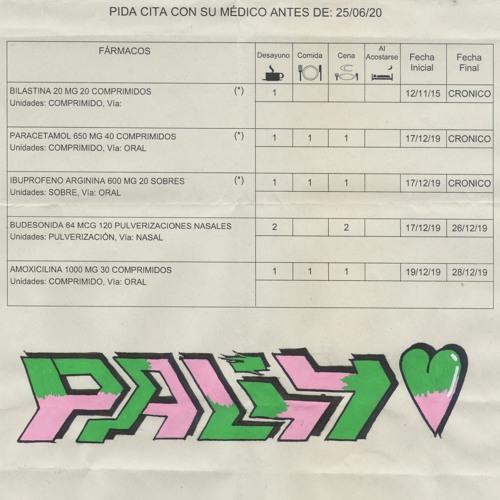 PIDA CITA CON SU MÉDICO ANTES DE: 25/06/20
FÁRMACOS Desayuno Comida Cena Al Acostarse Fecha Inicial Fecha Final
BILASTINA 20 MG 20 COMPRIMIDOS (*) 1 12/11/15 CRONICO
Unidades: COMPRIMIDO, Vía:
PARACETAMOL 650 MG 40 COMPRIMIDOS (*) 1 1 1 17/12/19 CRONICO
Unidades: COMPRIMIDO, Vía: ORAL
IBUPROFENO ARGININA 600 MG 20 SOBRES (*) 1 1 1 17/12/19 CRONICO
Unidades: SOBRE, Vía: ORAL
BUDESONIDA 64 MCG 120 PULVERIZACIONES NASALES 2 2 17/12/19 26/12/19
Unidades: PULVERIZACIÓN, Vía: NASAL
AMOXICILINA 1000 MG 30 COMPRIMIDOS 1 1 1 19/12/19 28/12/19
Unidades: COMPRIMIDO, Vía: ORAL